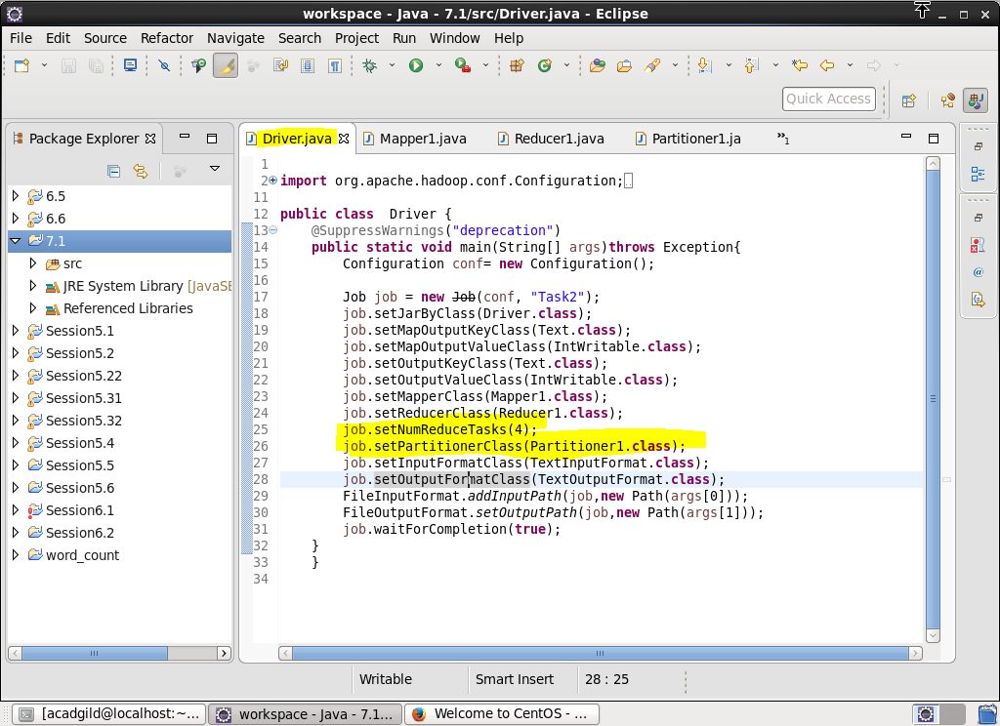 workspace - Java - 7.1/src/Driver.java - Eclipse
File Edit Source Refactor Navigate Search Project Run Window Help
Quick Access
Package Explorer
Driver.java Mapper1.java Reducer1.java Partitioner1.ja »1
6.5
6.6
7.1
src
JRE System Library [JavaSE
Referenced Libraries
Session5.1
Session5.2
Session5.22
Session5.31
Session5.32
Session5.4
Session5.5
Session5.6
Session6.1
Session6.2
word_count
1
2 import org.apache.hadoop.conf.Configuration;
11
12 public class  Driver {
13 @SuppressWarnings("deprecation")
14 public static void main(String[] args)throws Exception{
15 Configuration conf= new Configuration();
16
17 Job job = new Job(conf, "Task2");
18 job.setJarByClass(Driver.class);
19 job.setMapOutputKeyClass(Text.class);
20 job.setMapOutputValueClass(IntWritable.class);
21 job.setOutputKeyClass(Text.class);
22 job.setOutputValueClass(IntWritable.class);
23 job.setMapperClass(Mapper1.class);
24 job.setReducerClass(Reducer1.class);
25 job.setNumReduceTasks(4);
26 job.setPartitionerClass(Partitioner1.class);
27 job.setInputFormatClass(TextInputFormat.class);
28 job.setOutputFormatClass(TextOutputFormat.class);
29 FileInputFormat.addInputPath(job,new Path(args[0]));
30 FileOutputFormat.setOutputPath(job,new Path(args[1]));
31 job.waitForCompletion(true);
32 }
33 }
34
Writable Smart Insert 28 : 25
[acadgild@localhost:~... workspace - Java - 7.1... Welcome to CentOS - ...